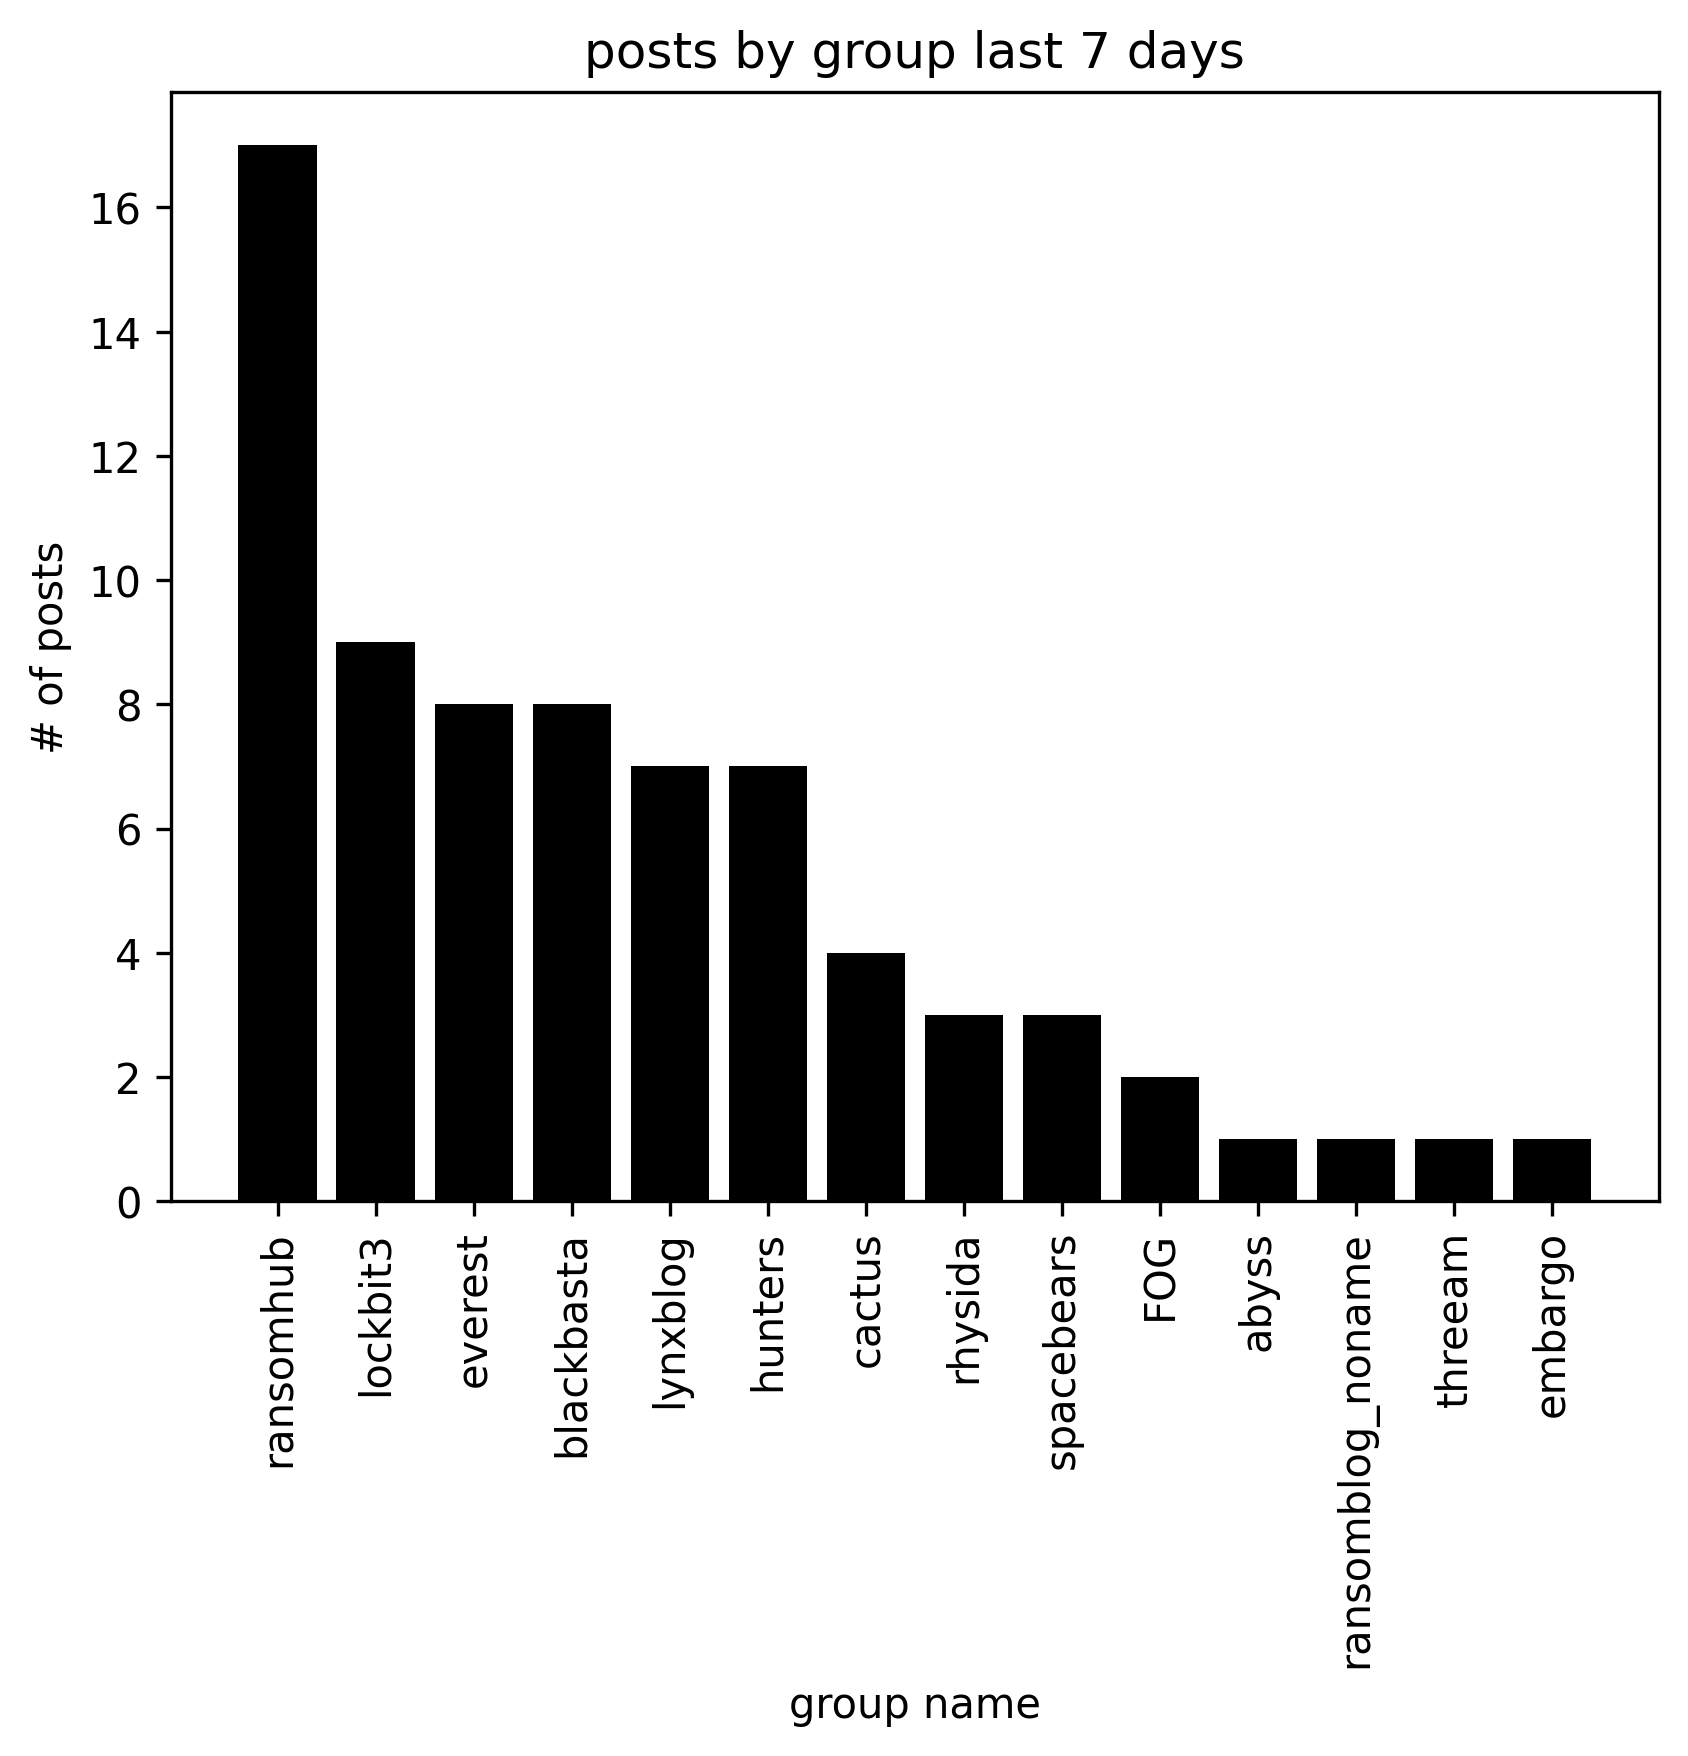 posts by group last 7 days
# of posts
16
14
12
10
8
6
4
2
0
ransomhub
lockbit3
everest
blackbasta
lynxblog
hunters
cactus
rhysida
spacebears
FOG
abyss
ransomblog_noname
threeam
embargo
group name